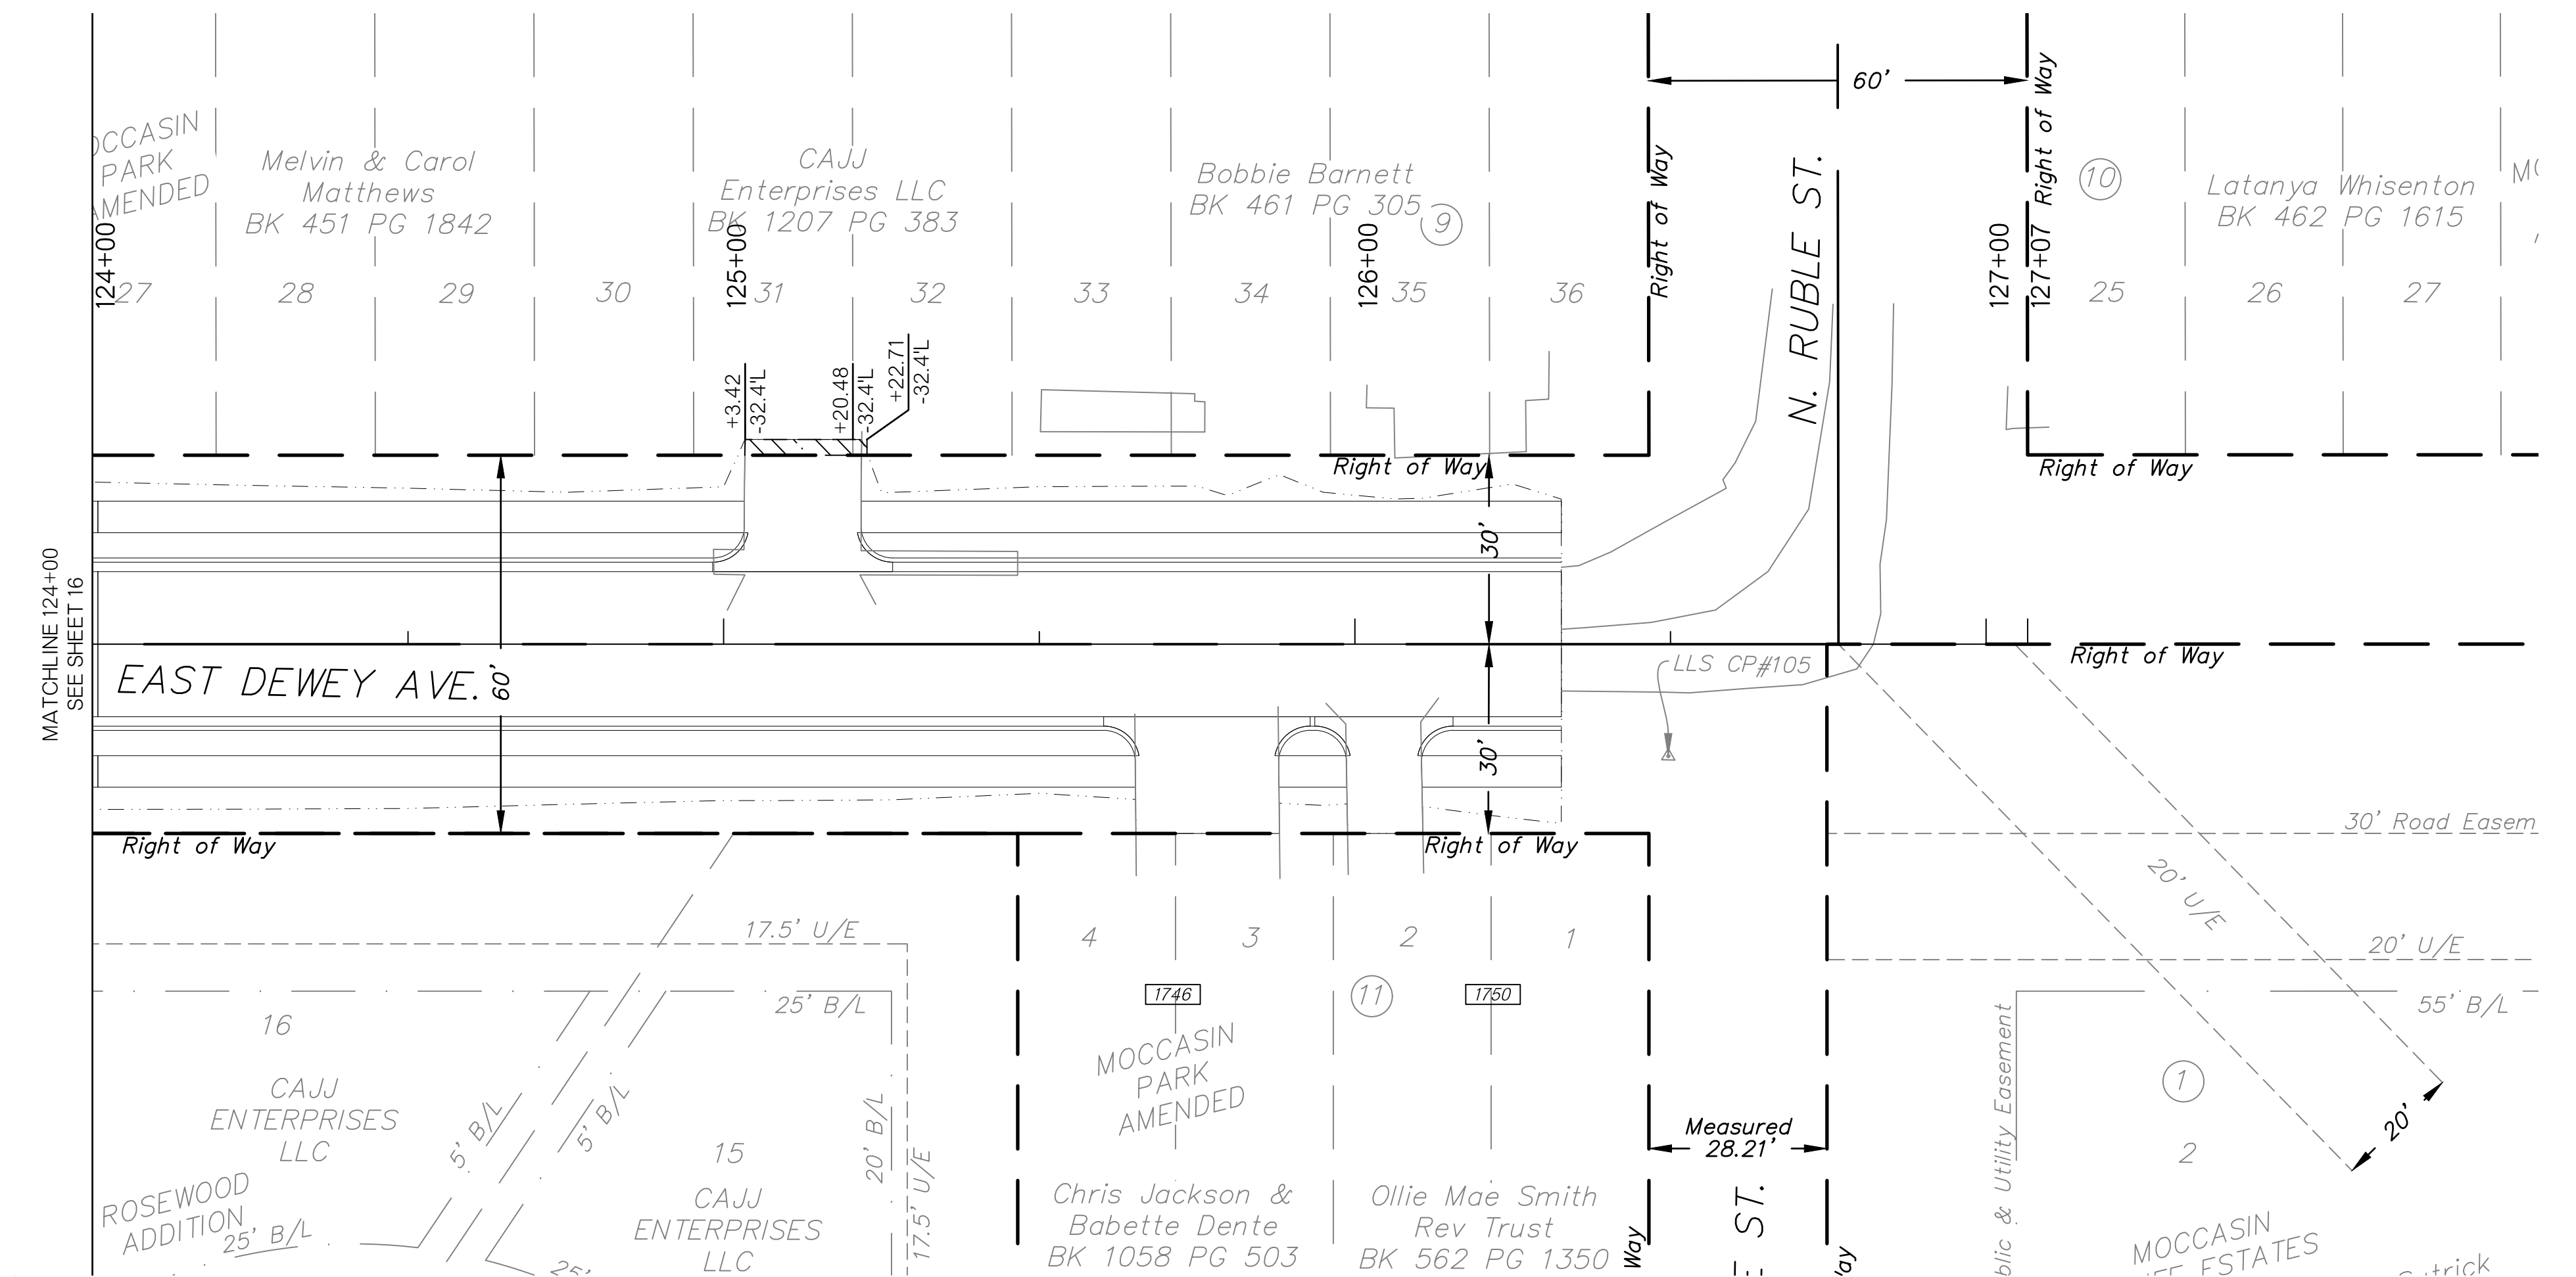 60'
Right of Way
Right of Way
N. RUBLE ST.
OCCASIN
PARK
AMENDED
Melvin & Carol
Matthews
BK 451 PG 1842
CAJJ
Enterprises LLC
BK 1207 PG 383
Bobbie Barnett
BK 461 PG 305
9
10
Latanya Whisenton
BK 462 PG 1615
124+00
125+00
126+00
127+00
127+07
27
28
29
30
31
32
33
34
35
36
25
26
27
+3.42
-32.4'L
+20.48
-32.4'L
+22.71
-32.4'L
Right of Way
Right of Way
30'
MATCHLINE 124+00
SEE SHEET 16
EAST DEWEY AVE.
60'
LLS CP#105
Right of Way
30'
Right of Way
Right of Way
30' Road Easem
20' U/E
17.5' U/E
20' U/E
25' B/L
55' B/L
4
3
2
1
1746
11
1750
16
CAJJ
ENTERPRISES
LLC
5' B/L
5' B/L
20' B/L
17.5' U/E
15
CAJJ
ENTERPRISES
LLC
ROSEWOOD
ADDITION
25' B/L
25'
MOCCASIN
PARK
AMENDED
Chris Jackson &
Babette Dente
BK 1058 PG 503
Ollie Mae Smith
Rev Trust
BK 562 PG 1350
Measured
28.21'
Way
E ST.
Way
blic & Utility Easement
1
2
20'
MOCCASIN
ESTATES